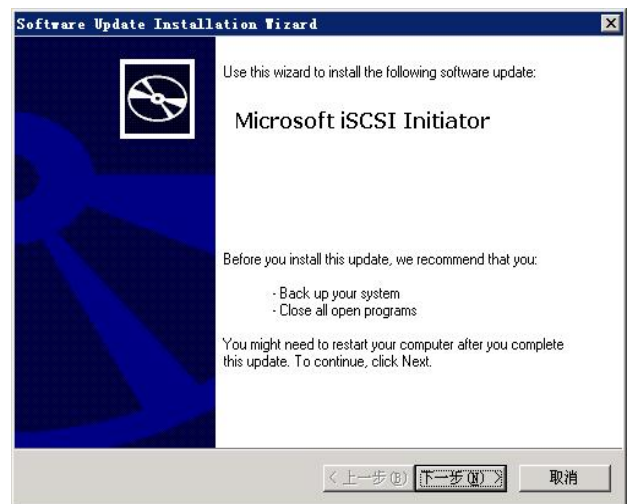 Software Update Installation Wizard
Use this wizard to install the following software update:
Microsoft iSCSI Initiator
Before you install this update, we recommend that you:
- Back up your system
- Close all open programs
You might need to restart your computer after you complete
this update. To continue, click Next.
< 上一步(B) 下一步(N) > 取消